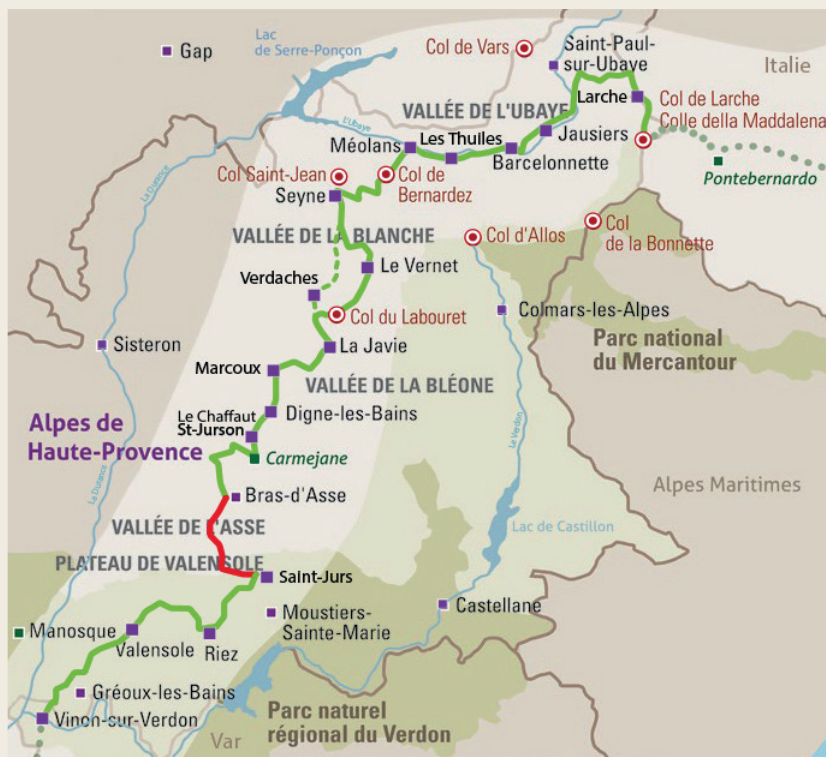 Gap
Lac
de Serre-Ponçon
Col de Vars
Saint-Paul-
sur-Ubaye
Italie
VALLÉE DE L'UBAYE
Larche
Col de Larche
Colle della Maddalena
L'Ubaye
Méolans
Les Thuiles
Jausiers
Barcelonnette
Pontebernardo
La Durance
Col Saint-Jean
Seyne
Col de
Bernardez
VALLÉE DE LA BLANCHE
Col d'Allos
Col
de la Bonnette
Le Vernet
Verdaches
Col du Labouret
Colmars-les-Alpes
Sisteron
La Javie
Parc national
du Mercantour
Marcoux
VALLÉE DE LA BLÉONE
Le Chaffaut
St-Jurson
Digne-les-Bains
Alpes de
Haute-Provence
Le Verdon
Carmejane
La Durance
Bras-d'Asse
Alpes Maritimes
VALLÉE DE L'ASSE
Lac de Castillon
PLATEAU DE VALENSOLE
Saint-Jurs
Manosque
Moustiers-
Sainte-Marie
Castellane
Valensole
Riez
Gréoux-les-Bains
Vinon-sur-Verdon
Parc naturel
régional du Verdon
Var